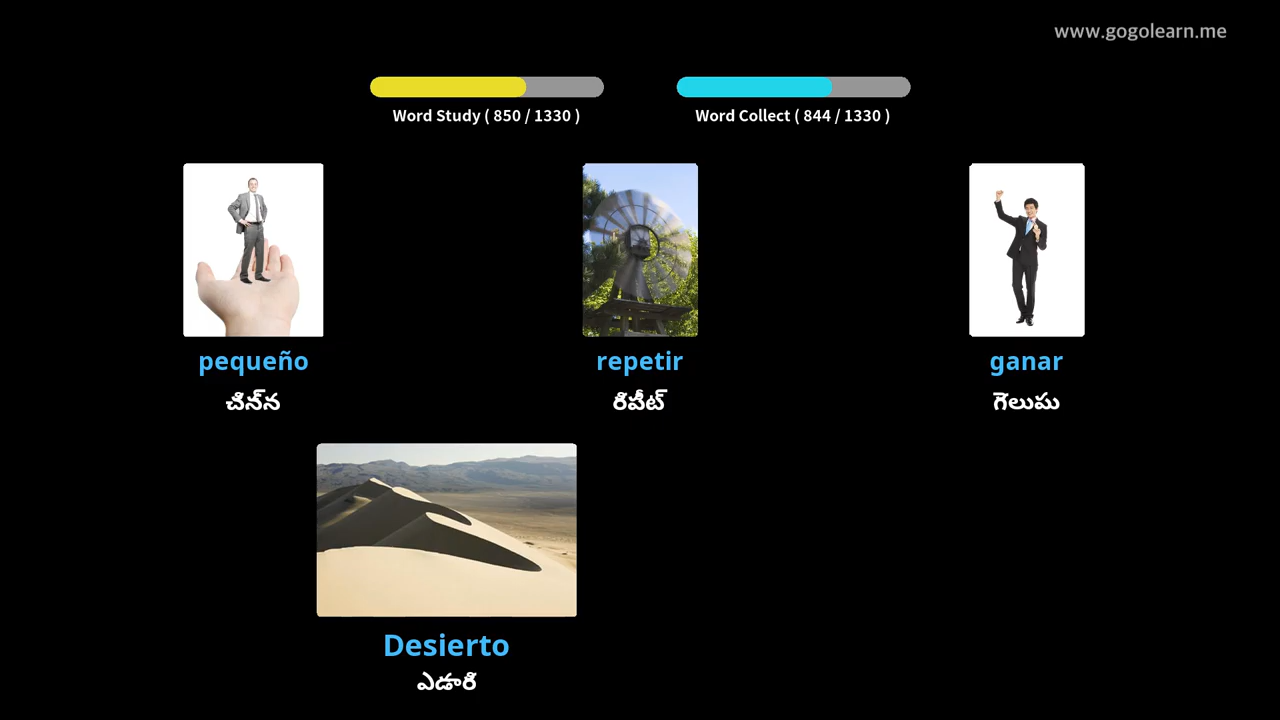 www.gogolearn.me
Word Study ( 850 / 1330 )
Word Collect ( 844 / 1330 )
pequeño
repetir
ganar
చిన్న
రిపీట్
గెలుపు
Desierto
ఎడారి